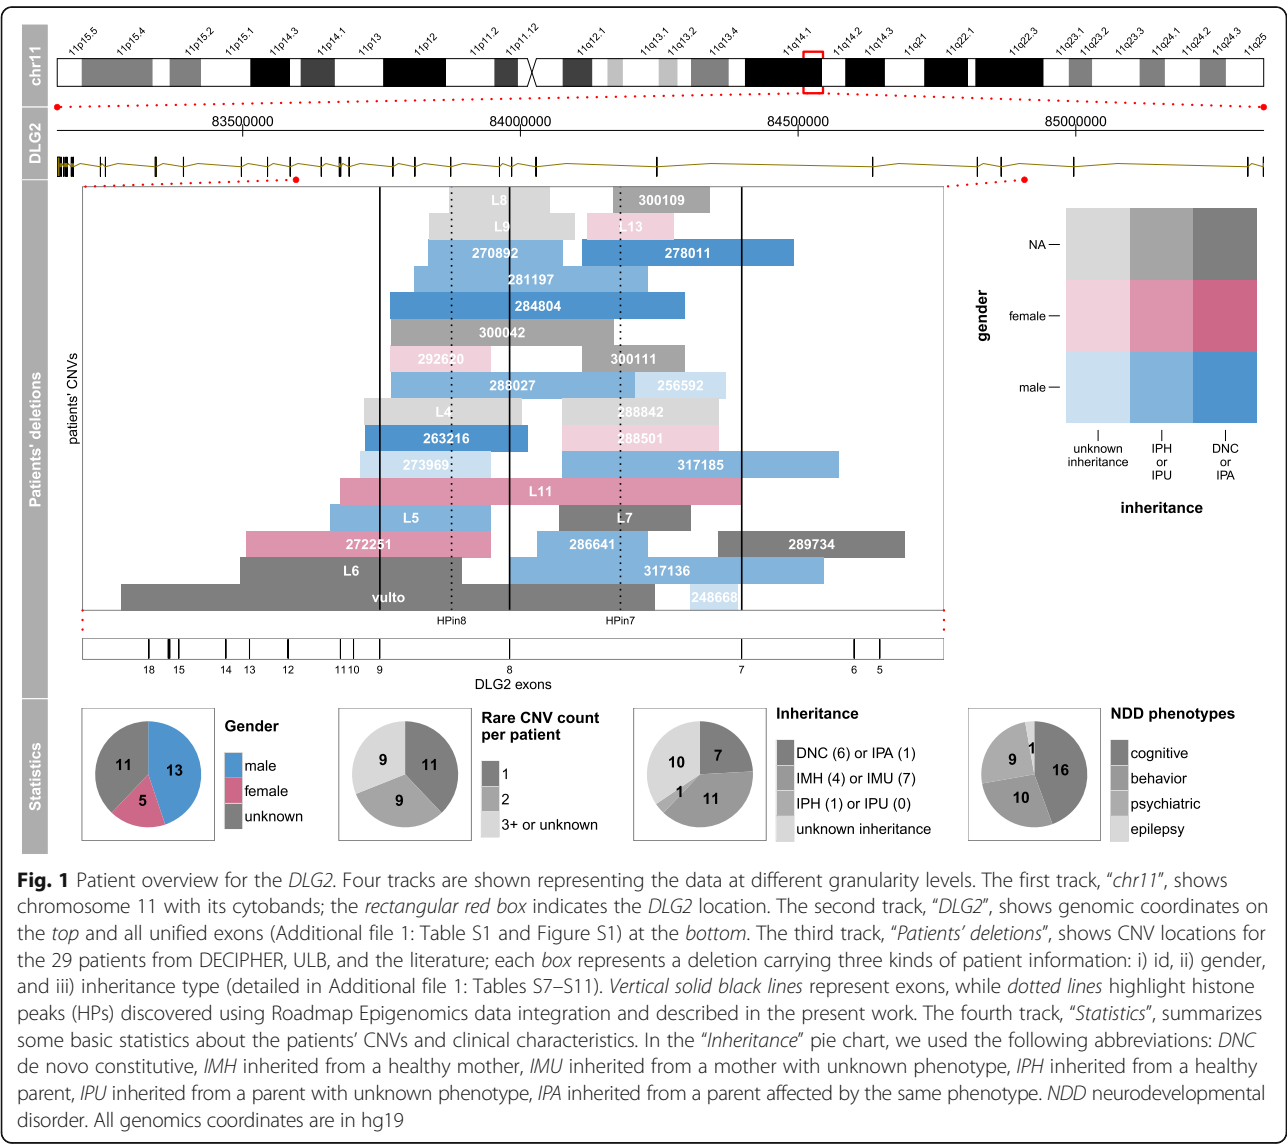 11p15.5 11p15.4 11p15.2 11p15.1 11p14.3 11p14.1 11p13 11p12 11p11.2 11p11.12 11q12.1 11q13.1 11q13.2 11q13.4 11q14.1 11q14.2 11q14.3 11q21 11q22.1 11q22.3 11q23.1 11q23.2 11q23.3 11q24.1 11q24.2 11q24.3 11q25
chr11
DLG2
83500000 84000000 84500000 85000000
Patients' deletions
patients' CNVs
L8 300109
L9 L13
270892 278011
281197
284804
300042
292620 300111
288027 256592
L4 288842
263216 288501
273969 317185
L11
L5 L7
272251 286641 289734
L6 317136
vulto 248668
HPin8 HPin7
18 15 14 13 12 11 10 9 8 7 6 5
DLG2 exons
gender
NA
female
male
unknown
inheritance
IPH
or
IPU
DNC
or
IPA
inheritance
Statistics
11 13 5
Gender
male
female
unknown
9 11 9
Rare CNV count
per patient
1
2
3+ or unknown
10 7 1 11
Inheritance
DNC (6) or IPA (1)
IMH (4) or IMU (7)
IPH (1) or IPU (0)
unknown inheritance
1 9 16 10
NDD phenotypes
cognitive
behavior
psychiatric
epilepsy
Fig. 1 Patient overview for the DLG2. Four tracks are shown representing the data at different granularity levels. The first track, “chr11”, shows
chromosome 11 with its cytobands; the rectangular red box indicates the DLG2 location. The second track, “DLG2”, shows genomic coordinates on
the top and all unified exons (Additional file 1: Table S1 and Figure S1) at the bottom. The third track, “Patients’ deletions”, shows CNV locations for
the 29 patients from DECIPHER, ULB, and the literature; each box represents a deletion carrying three kinds of patient information: i) id, ii) gender,
and iii) inheritance type (detailed in Additional file 1: Tables S7–S11). Vertical solid black lines represent exons, while dotted lines highlight histone
peaks (HPs) discovered using Roadmap Epigenomics data integration and described in the present work. The fourth track, “Statistics”, summarizes
some basic statistics about the patients’ CNVs and clinical characteristics. In the “Inheritance” pie chart, we used the following abbreviations: DNC
de novo constitutive, IMH inherited from a healthy mother, IMU inherited from a mother with unknown phenotype, IPH inherited from a healthy
parent, IPU inherited from a parent with unknown phenotype, IPA inherited from a parent affected by the same phenotype. NDD neurodevelopmental
disorder. All genomics coordinates are in hg19